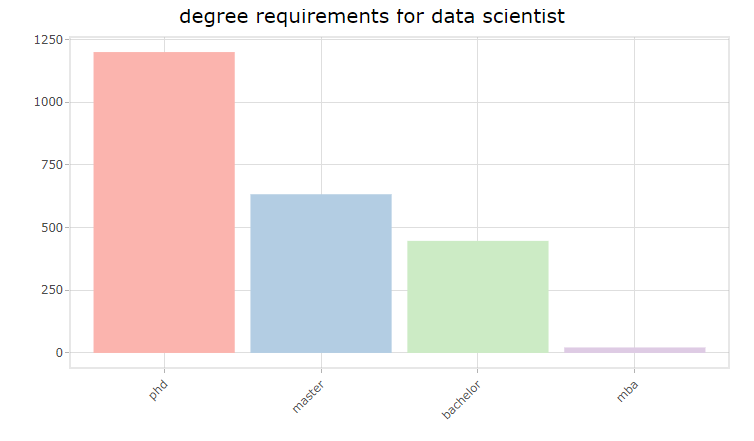 degree requirements for data scientist
1250
1000
750
500
250
0
phd
master
bachelor
mba